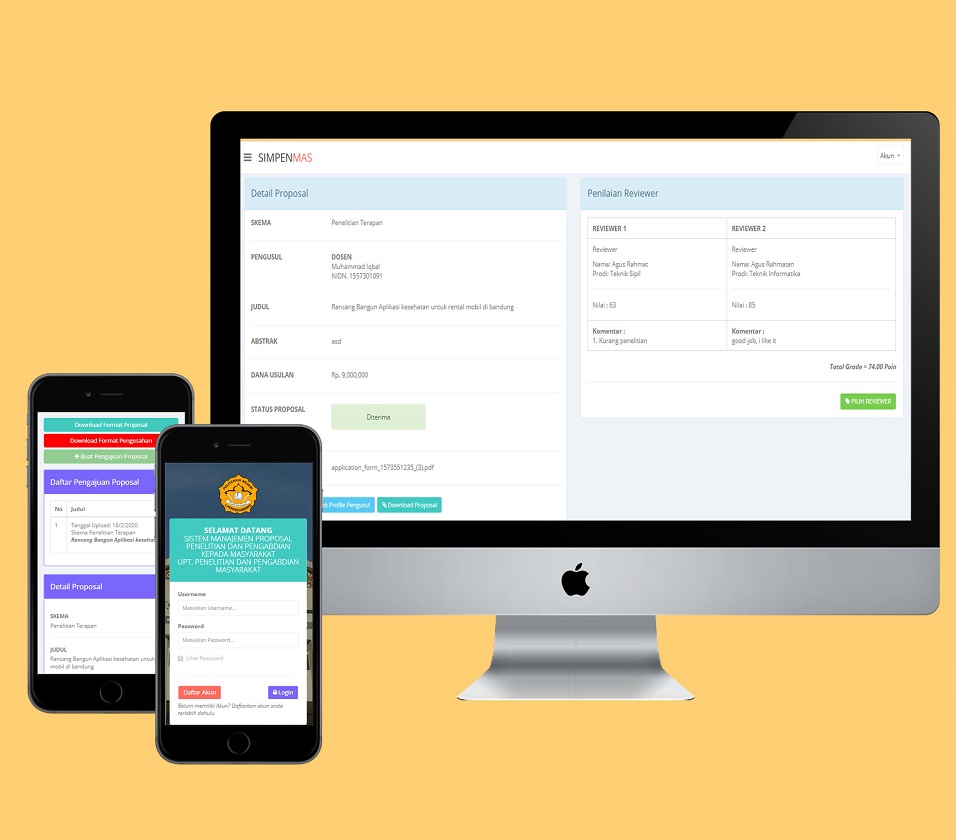 SIMPENMAS
Akun
Detail Proposal
SKEMA
Penelitian Terapan
PENGUSUL
DOSEN
Muhammad Iqbal
NIDN. 1557301091
JUDUL
Rancang Bangun Aplikasi kesehatan untuk rental mobil di bandung
ABSTRAK
asd
DANA USULAN
Rp. 9,000,000
STATUS PROPOSAL
Diterima
application_form_1573551235_(3).pdf
ek Profile Pengusul
Download Proposal
Penilaian Reviewer
REVIEWER 1
REVIEWER 2
Reviewer
Reviewer
Nama: Agus Rahmat
Nama: Agus Rahmatan
Prodi: Teknik Sipil
Prodi: Teknik Informatika
Nilai : 63
Nilai : 85
Komentar :
Komentar :
1. Kurang penelitian
good job, i like it
Total Grade = 74.00 Poin
PILIH REVIEWER
Download Format Proposal
Download Format Pengesahan
+ Buat Pengajuan Proposal
Daftar Pengajuan Poposal
No Judul
1 Tanggal Upload: 18/2/2020
Skema Penelitian Terapan
Rancang Bangun Aplikasi keseha
Detail Proposal
SKEMA
Penelitian Terapan
JUDUL
Rancang Bangun Aplikasi kesehatan untuk
mobil di bandung
SELAMAT DATANG
SISTEM MANAJEMEN PROPOSAL
PENELITIAN DAN PENGABDIAN
KEPADA MASYARAKAT
UPT. PENELITIAN DAN PENGABDIAN
MASYARAKAT
Username
Masukkan Username...
Password
Masukkan Password...
Lihat Password
Daftar Akun
Login
Belum memiliki Akun? Daftarkan akun anda
terlebih dahulu